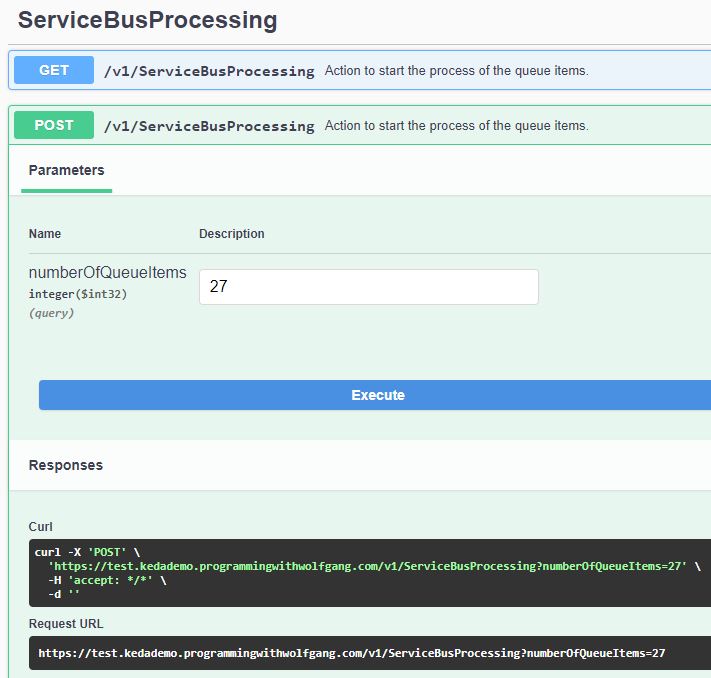 ServiceBusProcessing
GET /v1/ServiceBusProcessing Action to start the process of the queue items.
POST /v1/ServiceBusProcessing Action to start the process of the queue items.
Parameters
Name Description
numberOfQueueItems 27
integer($int32)
(query)
Execute
Responses
Curl
curl -X 'POST' \
'https://test.kedademo.programmingwithwolfgang.com/v1/ServiceBusProcessing?numberOfQueueItems=27' \
-H 'accept: */*' \
-d ''
Request URL
https://test.kedademo.programmingwithwolfgang.com/v1/ServiceBusProcessing?numberOfQueueItems=27